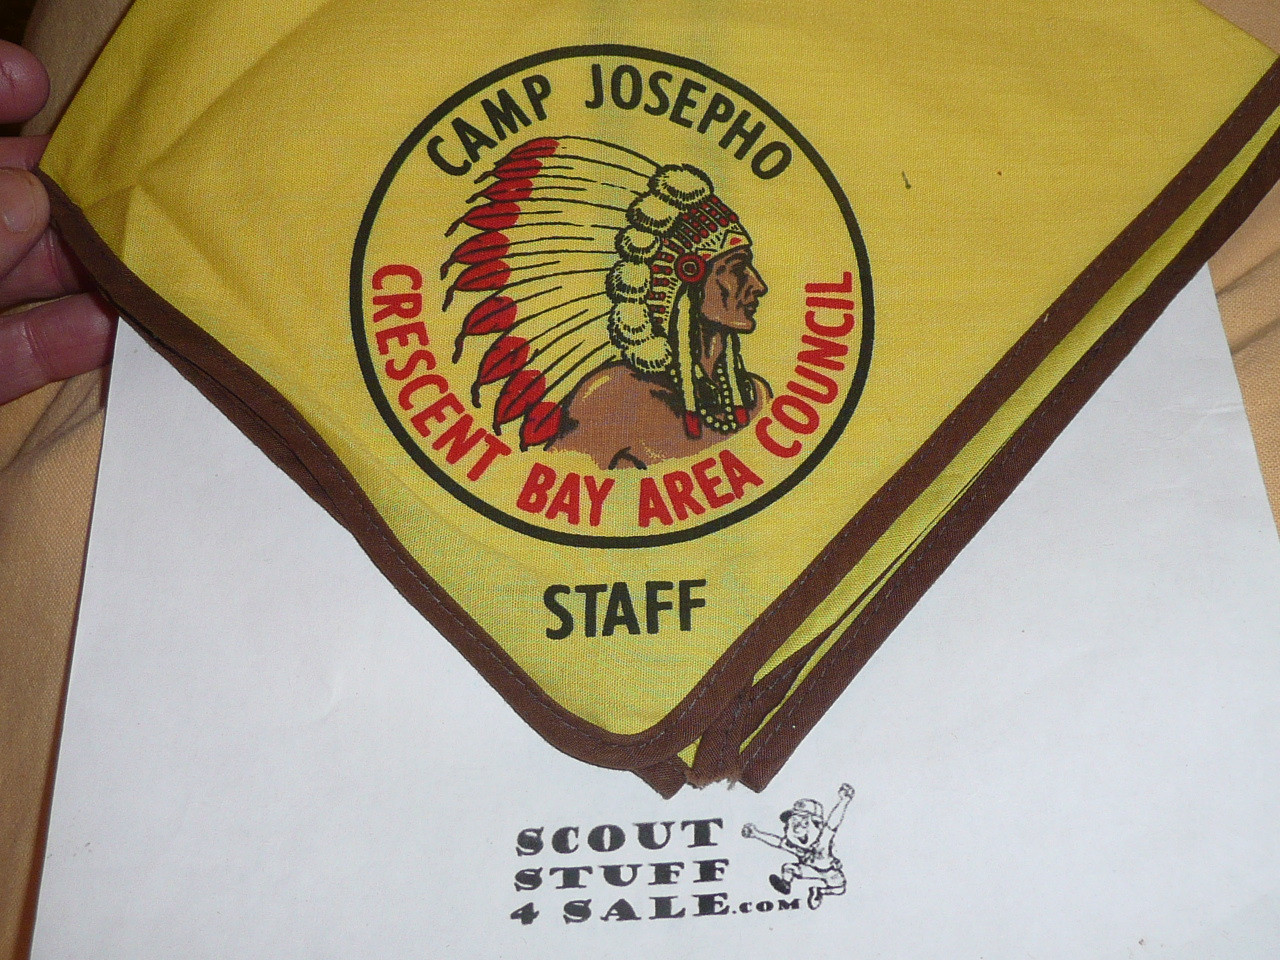 CAMP JOSEPHO
CRESCENT BAY AREA COUNCIL
STAFF
SCOUT
STUFF
4 SALE.COM